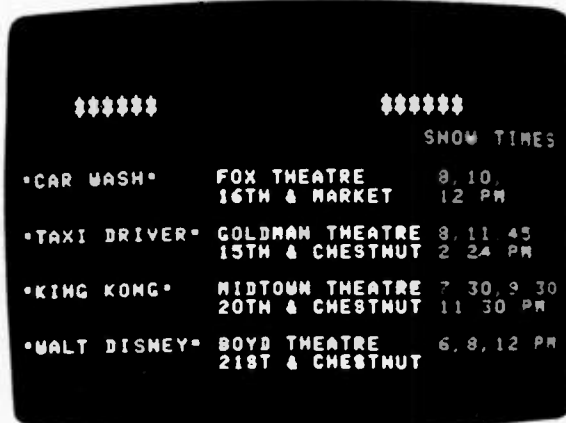 $$$$$$ $$$$$$
SHOW TIMES
"CAR WASH" FOX THEATRE 8,10,
16TH & MARKET 12 PM
"TAXI DRIVER" GOLDMAN THEATRE 8,11 45
15TH & CHESTNUT 2 24 PM
"KING KONG" MIDTOWN THEATRE 7 30,9 30
20TH & CHESTNUT 11 30 PM
"WALT DISNEY" BOYD THEATRE 6,8,12 PM
21ST & CHESTNUT